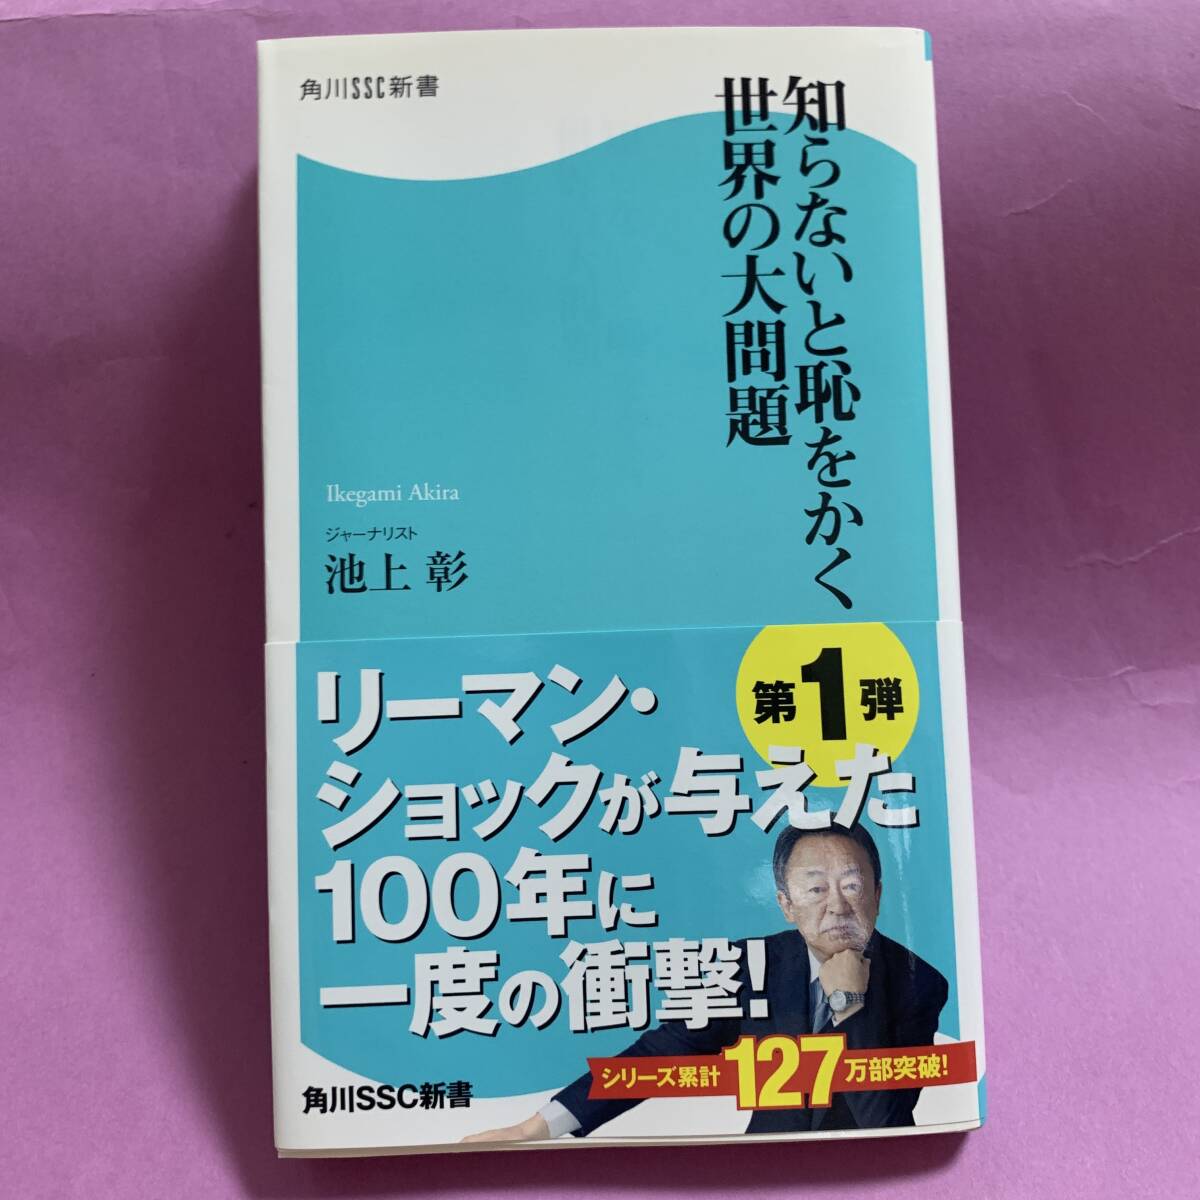 角川SSC新書
知らないと恥をかく
世界の大問題
Ikegami Akira
ジャーナリスト
池上 彰
第1弾
リーマン・
ショックが与えた
100年に
一度の衝撃!
シリーズ累計127万部突破!
角川SSC新書